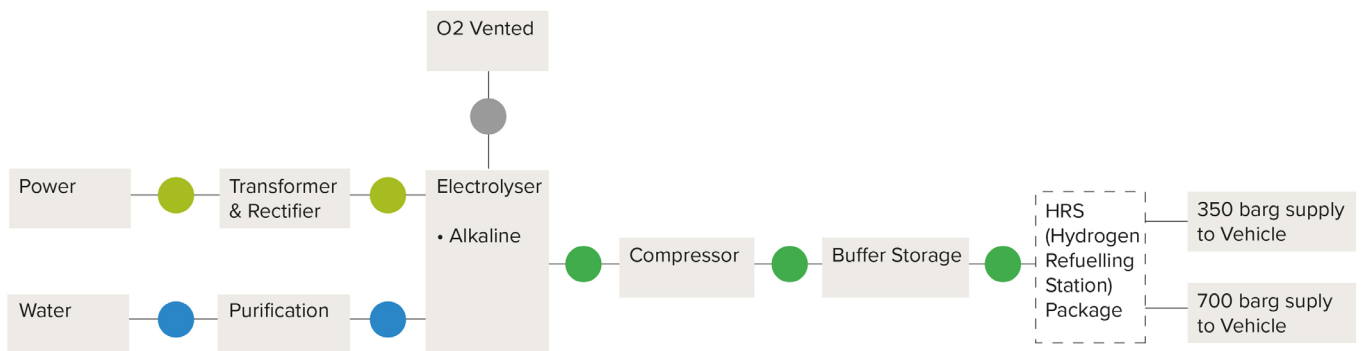 O2 Vented
Power
Transformer
& Rectifier
Electrolyser
• Alkaline
Water
Purification
Compressor
Buffer Storage
HRS
(Hydrogen
Refuelling
Station)
Package
350 barg supply
to Vehicle
700 barg suply
to Vehicle